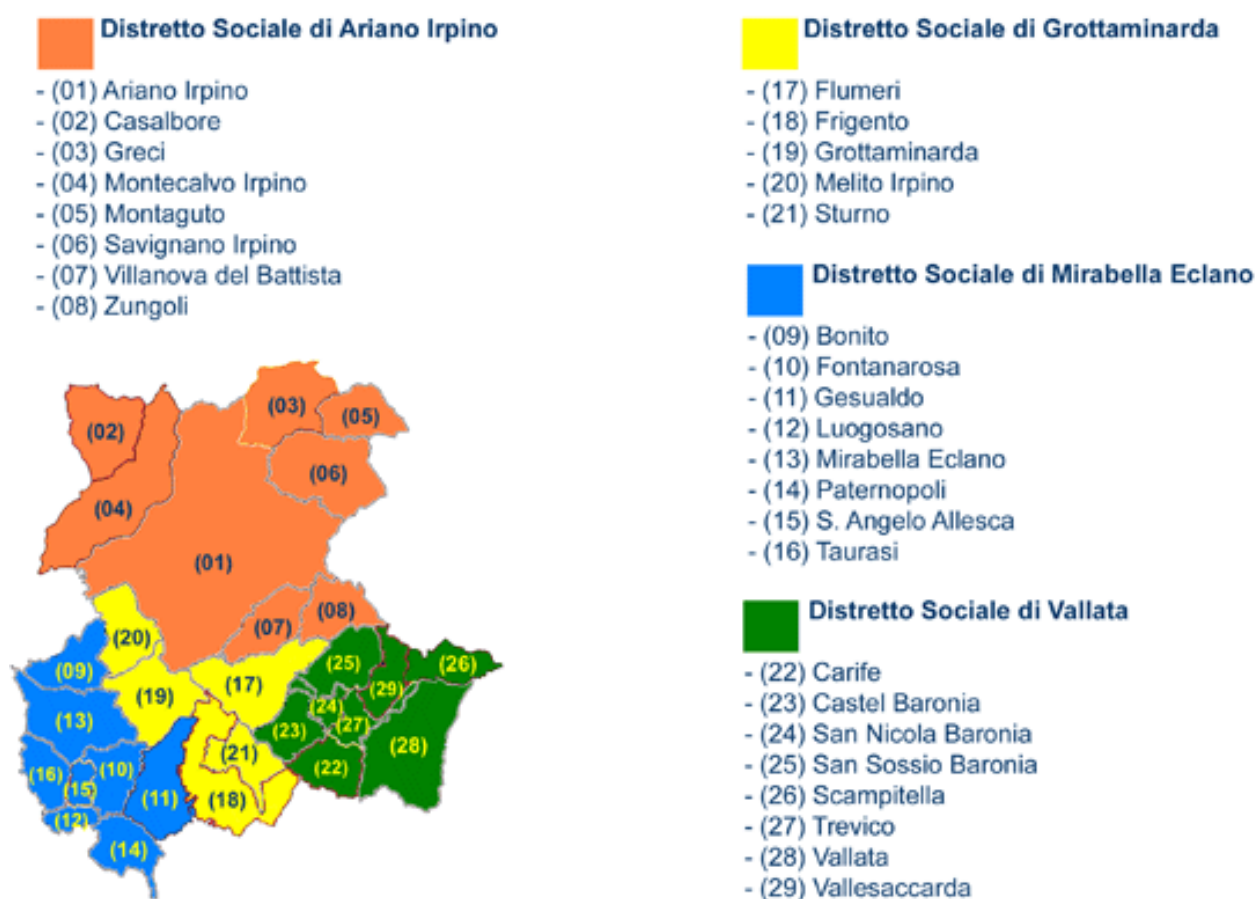 Distretto Sociale di Ariano Irpino
- (01) Ariano Irpino
- (02) Casalbore
- (03) Greci
- (04) Montecalvo Irpino
- (05) Montaguto
- (06) Savignano Irpino
- (07) Villanova del Battista
- (08) Zungoli
Distretto Sociale di Grottaminarda
- (17) Flumeri
- (18) Frigento
- (19) Grottaminarda
- (20) Melito Irpino
- (21) Sturno
Distretto Sociale di Mirabella Eclano
- (09) Bonito
- (10) Fontanarosa
- (11) Gesualdo
- (12) Luogosano
- (13) Mirabella Eclano
- (14) Paternopoli
- (15) S. Angelo Allesca
- (16) Taurasi
Distretto Sociale di Vallata
- (22) Carife
- (23) Castel Baronia
- (24) San Nicola Baronia
- (25) San Sossio Baronia
- (26) Scampitella
- (27) Trevico
- (28) Vallata
- (29) Vallesaccarda
(03)
(05)
(02)
(06)
(04)
(01)
(08)
(07)
(20)
(25)
(26)
(09)
(17)
(29)
(19)
(24)
(13)
(27)
(23)
(28)
(21)
(22)
(10)
(16)
(15)
(11)
(18)
(12)
(14)